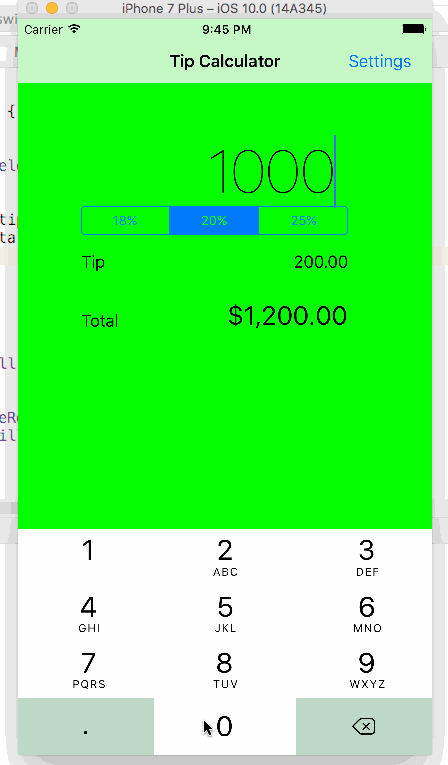 iPhone 7 Plus – iOS 10.0 (14A345)
Carrier 9:45 PM
Tip Calculator Settings
1000
18% 20% 25%
Tip 200.00
Total $1,200.00
1 2 3
ABC DEF
4 5 6
GHI JKL MNO
7 8 9
PQRS TUV WXYZ
. 0